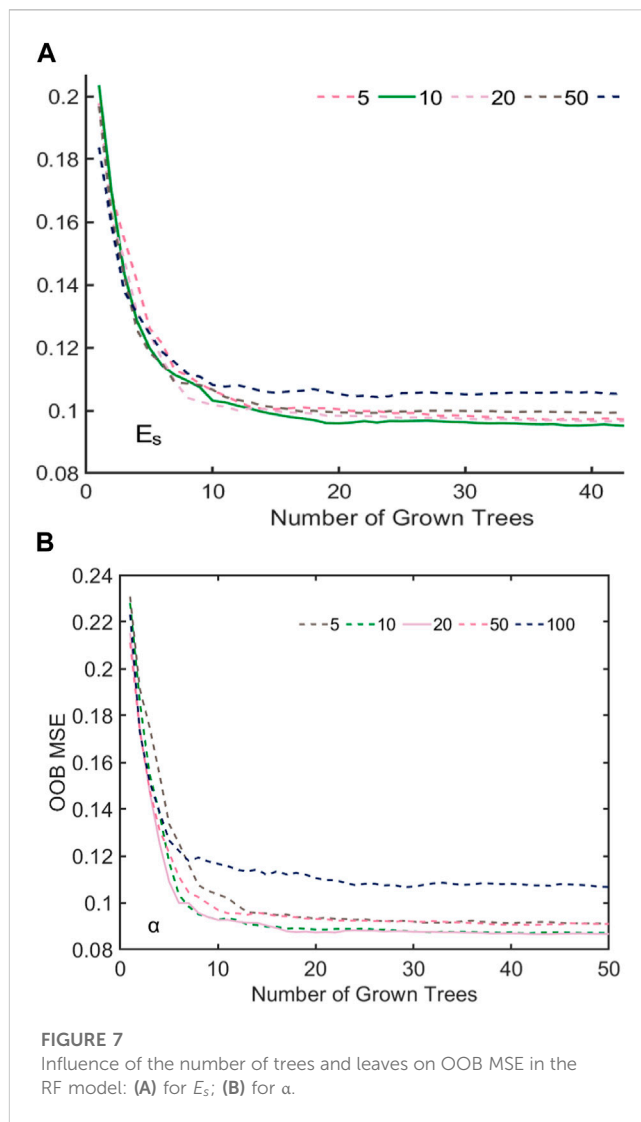 A
5 10 20 50
0.2
0.18
0.16
0.14
0.12
0.1
0.08
Es
0 10 20 30 40
Number of Grown Trees
B
0.24
0.22
0.2
0.18
0.16
0.14
0.12
0.1
0.08
OOB MSE
5 10 20 50 100
α
0 10 20 30 40 50
Number of Grown Trees
FIGURE 7
Influence of the number of trees and leaves on OOB MSE in the
RF model: (A) for Es; (B) for α.